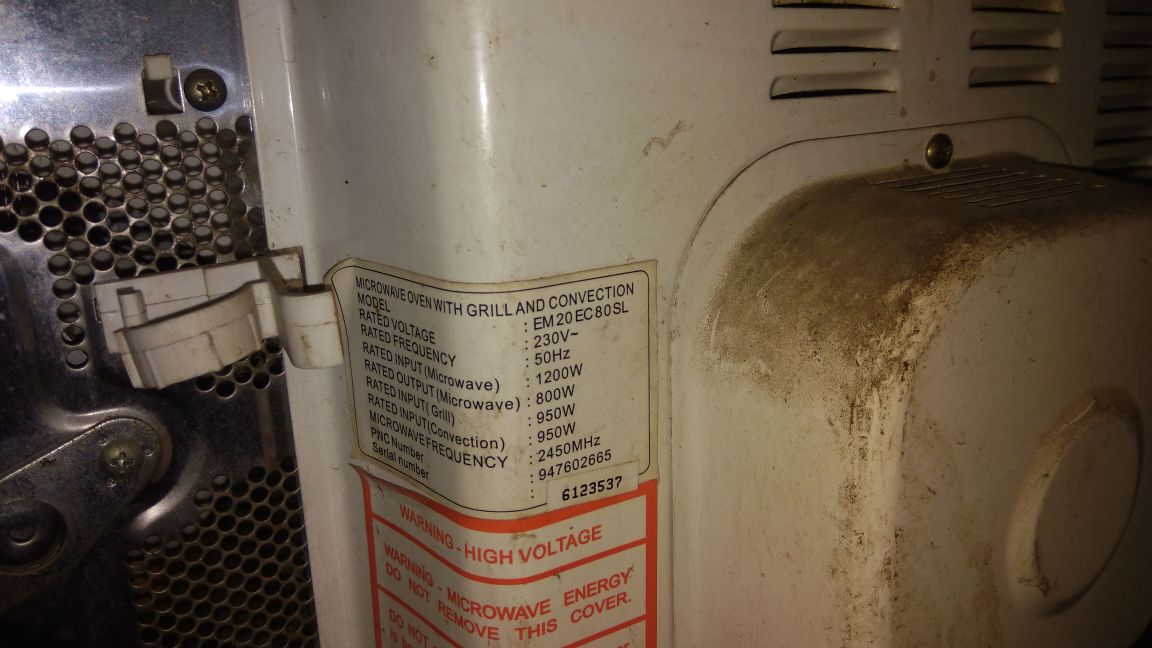 MICROWAVE OVEN WITH GRILL AND CONVECTION
MODEL : EM20EC80SL
RATED VOLTAGE : 230V~
RATED FREQUENCY : 50Hz
RATED INPUT (Microwave) : 1200W
RATED OUTPUT (Microwave) : 800W
RATED INPUT( Grill) : 950W
RATED INPUT(Convection) : 950W
MICROWAVE FREQUENCY : 2450MHz
PNC Number : 947602665
Serial number : 6123537
WARNING - HIGH VOLTAGE
WARNING - MICROWAVE ENERGY
DO NOT REMOVE THIS COVER.
DO NOT